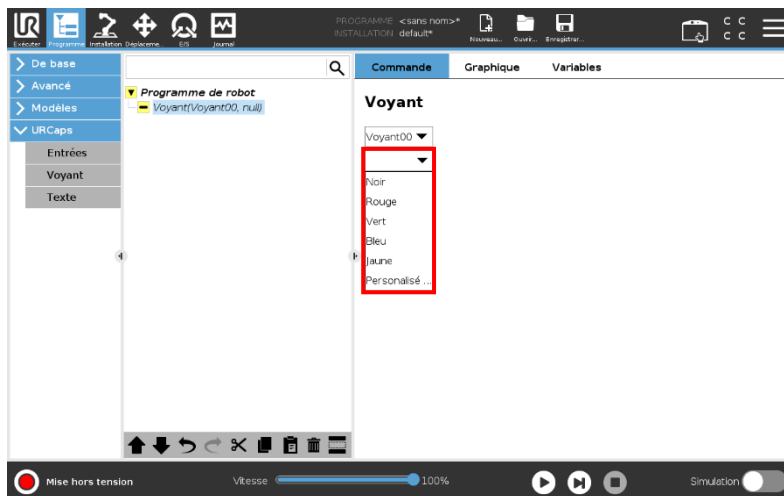 UR
PROGRAMME <sans nom>*
INSTALLATION default*
Exécuter Programme Installation Déplaceme... E/S Journal
Nouveau... Ouvrir... Enregistrer...
C C
C C
De base
Avancé
Modèles
URCaps
Entrées
Voyant
Texte
Programme de robot
Voyant(Voyant00, null)
Commande Graphique Variables
Voyant
Voyant00
Noir
Rouge
Vert
Bleu
Jaune
Personalisé ...
Mise hors tension
Vitesse 100%
Simulation